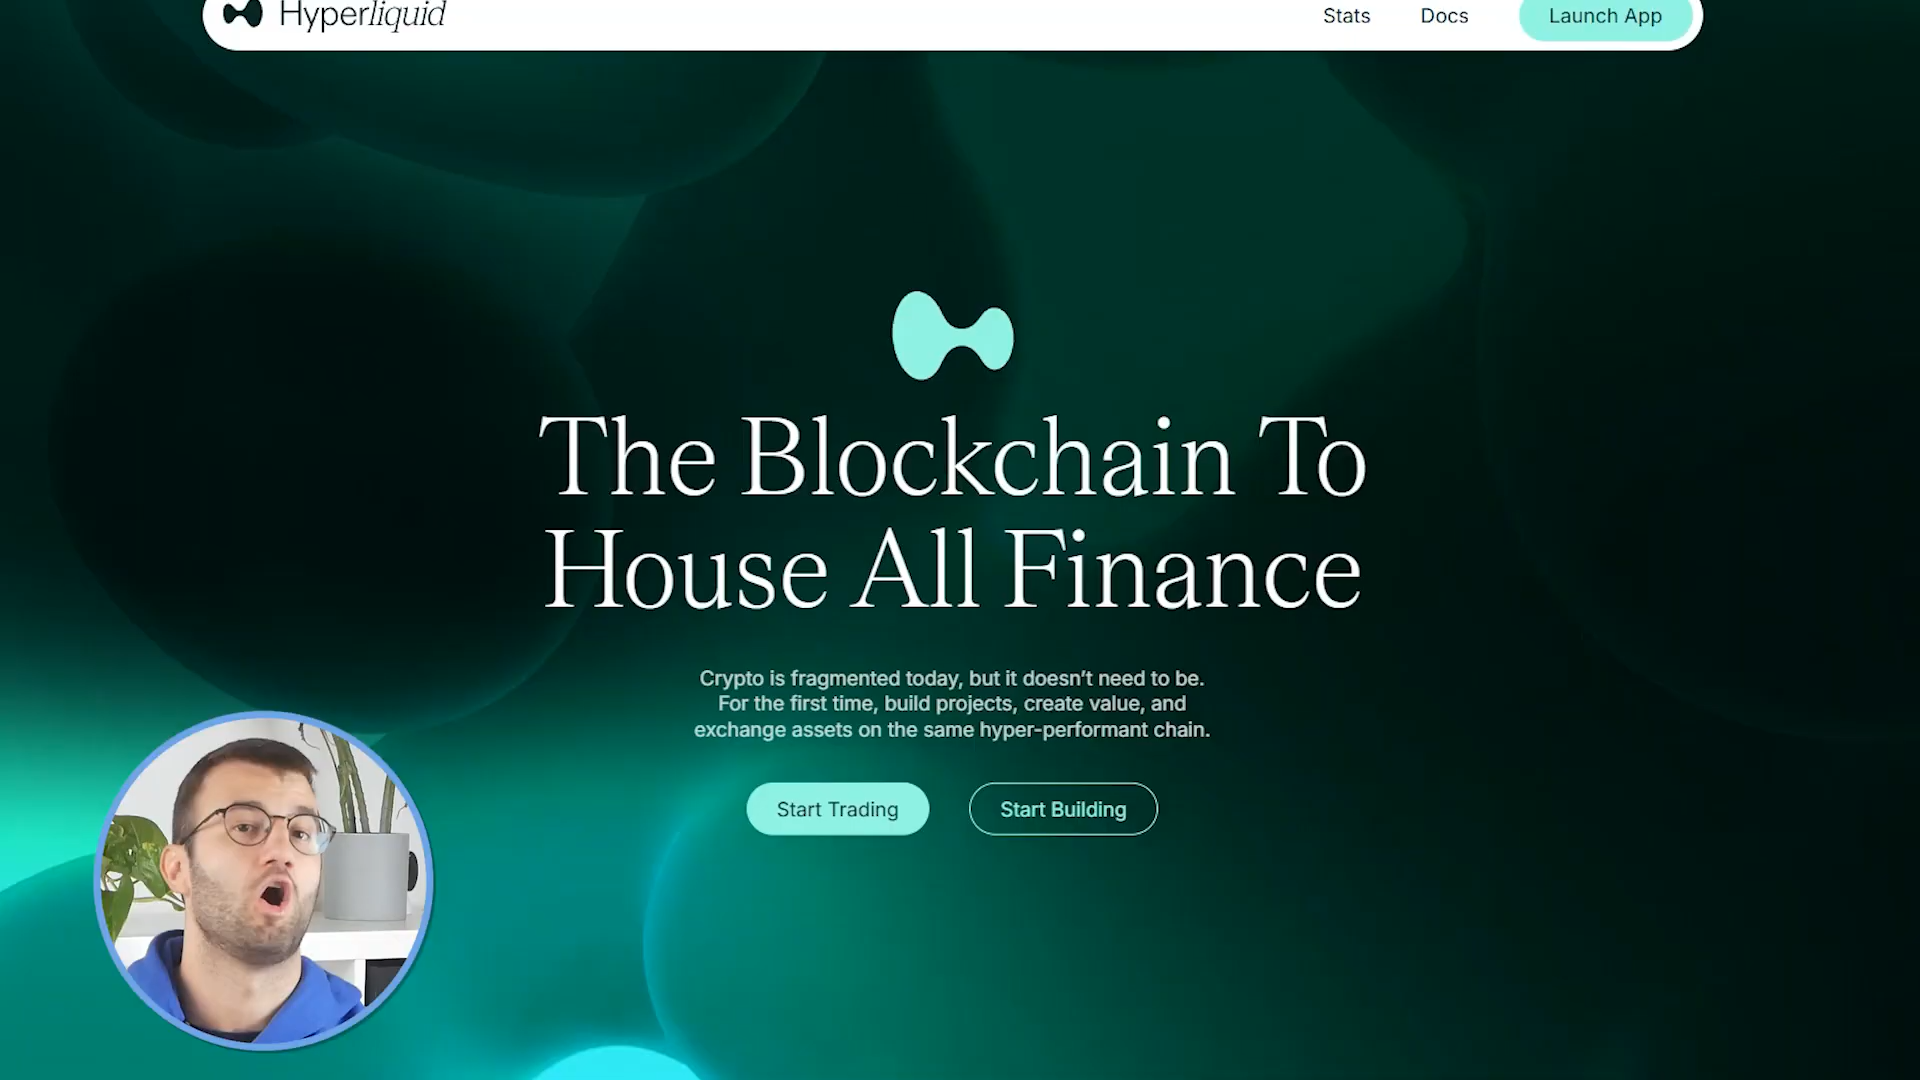 Hyperliquid
Stats
Docs
Launch App
The Blockchain To
House All Finance
Crypto is fragmented today, but it doesn’t need to be.
For the first time, build projects, create value, and
exchange assets on the same hyper-performant chain.
Start Trading
Start Building